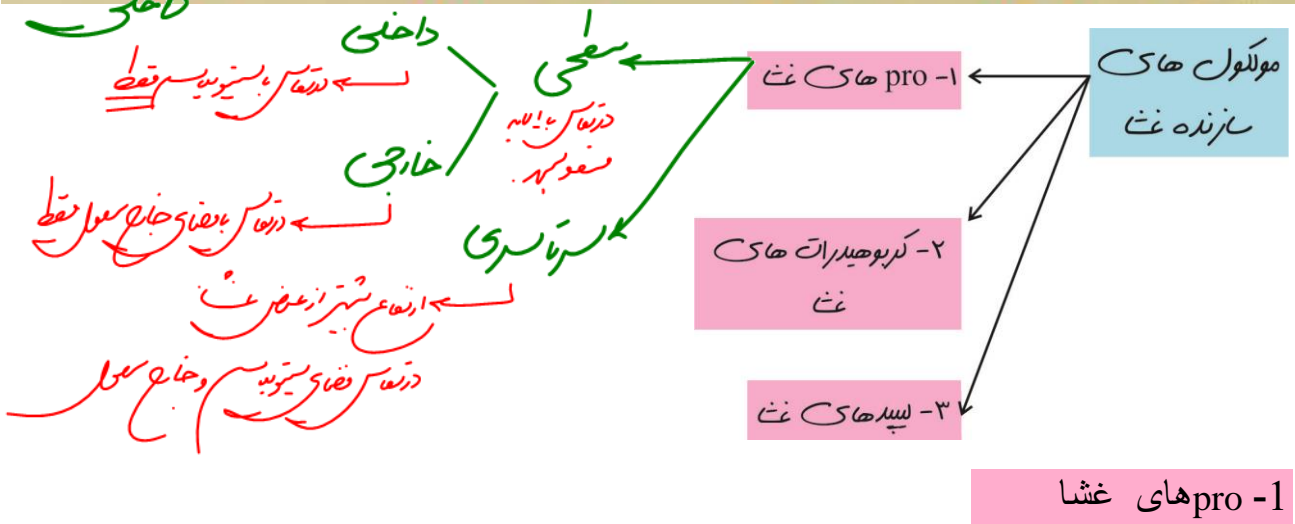 مولکول های
سازنده غشا
۱- pro های غشا
۲- کربوهیدرات های
غشا
۳- لیپیدهای غشا
سطحی
در تماس با لایه
فسفولیپید.
داخلی
در تماس با سیتوپلاسم فقط
خارجی
در تماس با فضای خارج سلول فقط
سرتاسری
ارتفاع بیشتر از عرض غشا
در تماس فضای سیتوپلاسم و خارج سلول
داخلی
1- proهای غشا